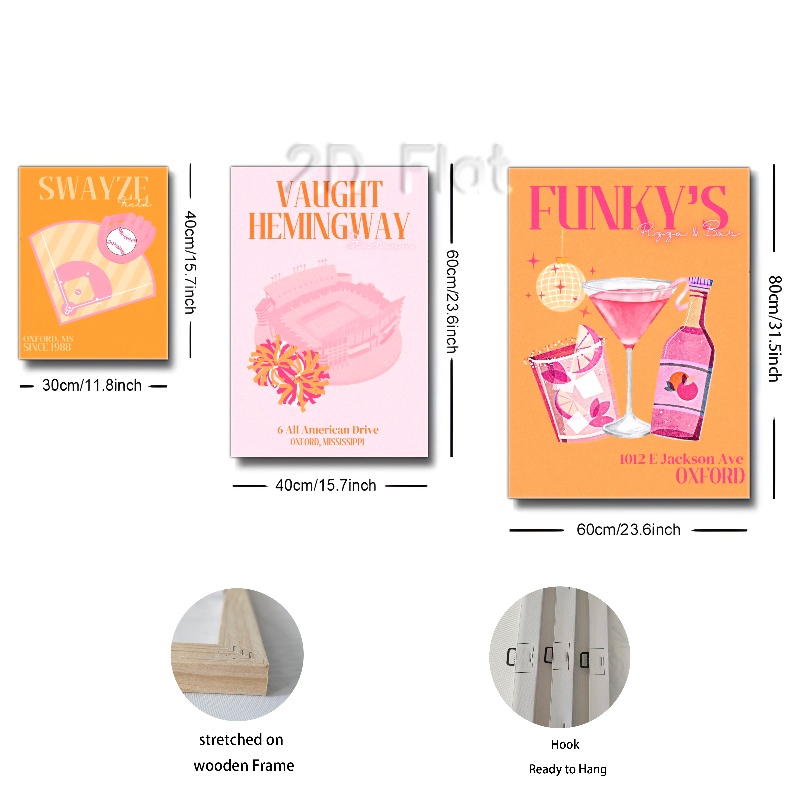 2D Flat
SWAYZE
Field
OXFORD, MS
SINCE 1988
40cm/15.7inch
30cm/11.8inch
VAUGHT
HEMINGWAY
6 All American Drive
OXFORD, MISSISSIPPI
60cm/23.6inch
40cm/15.7inch
FUNKY'S
Pizza & Bar
1012 E Jackson Ave
OXFORD
80cm/31.5inch
60cm/23.6inch
stretched on
wooden Frame
Hook
Ready to Hang